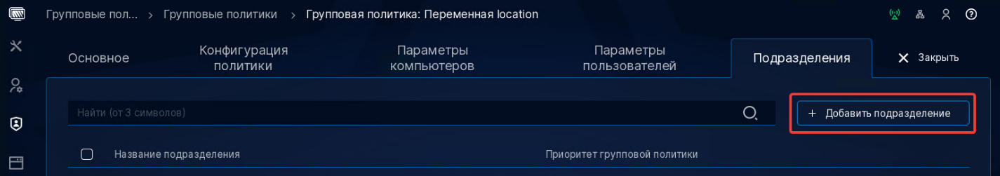 Групповые пол... > Групповые политики > Групповая политика: Переменная location
Основное
Конфигурация
политики
Параметры
компьютеров
Параметры
пользователей
Подразделения
Закрыть
Найти (от 3 символов)
+ Добавить подразделение
Название подразделения
Приоритет групповой политики